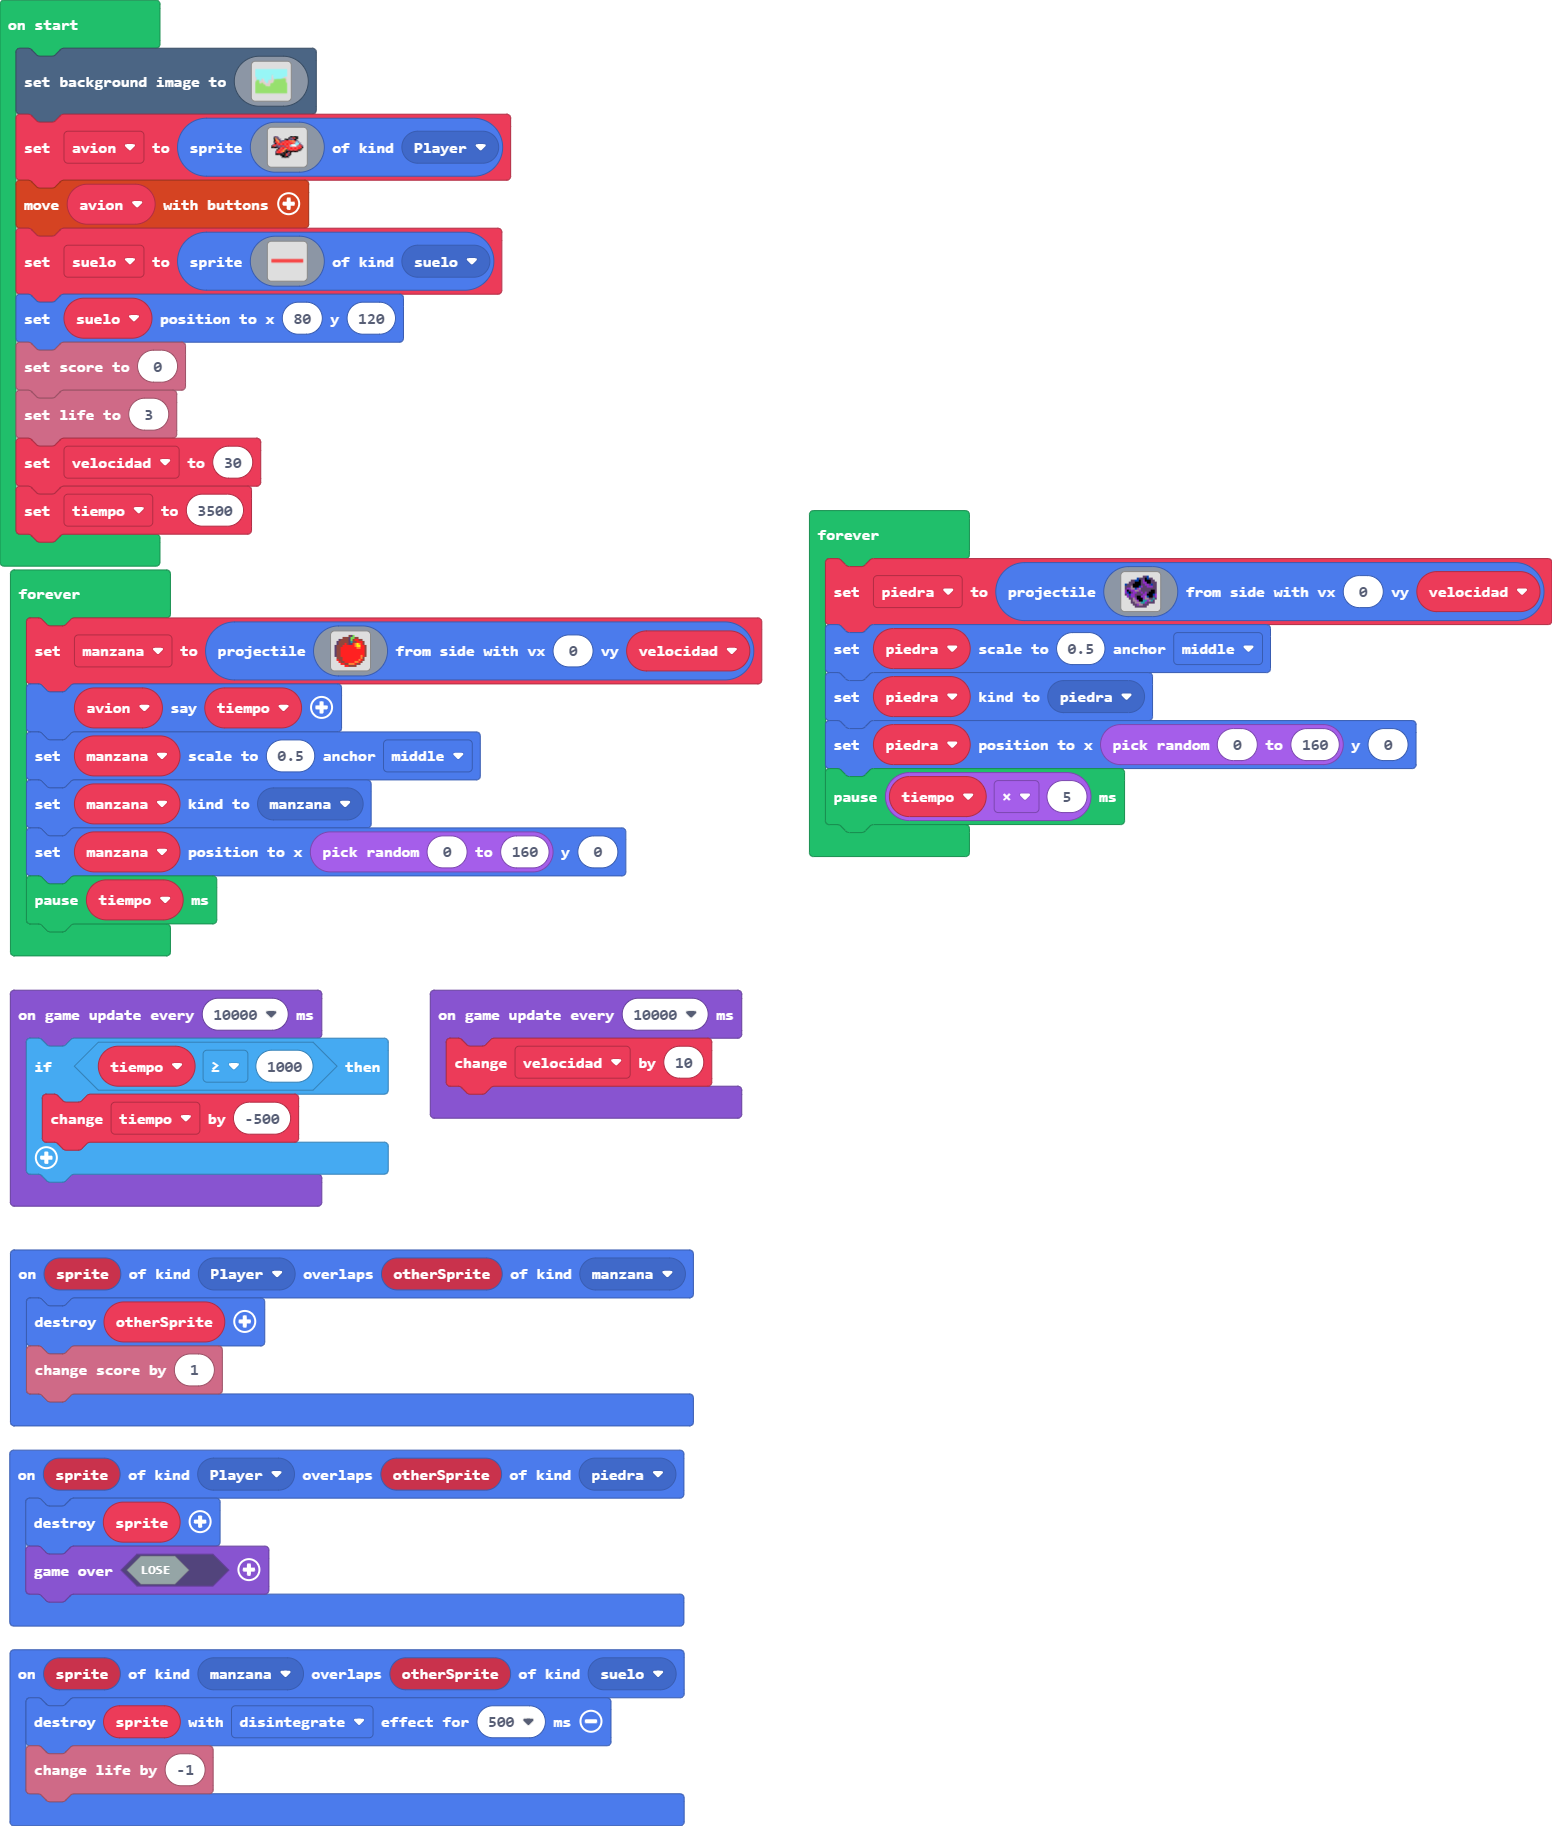 on start
set background image to
set avion to sprite of kind Player
move avion with buttons
set suelo to sprite of kind suelo
set suelo position to x 80 y 120
set score to 0
set life to 3
set velocidad to 30
set tiempo to 3500
forever
set manzana to projectile from side with vx 0 vy velocidad
avion say tiempo
set manzana scale to 0.5 anchor middle
set manzana kind to manzana
set manzana position to x pick random 0 to 160 y 0
pause tiempo ms
forever
set piedra to projectile from side with vx 0 vy velocidad
set piedra scale to 0.5 anchor middle
set piedra kind to piedra
set piedra position to x pick random 0 to 160 y 0
pause tiempo × 5 ms
on game update every 10000 ms
if tiempo ≥ 1000 then
change tiempo by -500
on game update every 10000 ms
change velocidad by 10
on sprite of kind Player overlaps otherSprite of kind manzana
destroy otherSprite
change score by 1
on sprite of kind Player overlaps otherSprite of kind piedra
destroy sprite
game over LOSE
on sprite of kind manzana overlaps otherSprite of kind suelo
destroy sprite with disintegrate effect for 500 ms
change life by -1